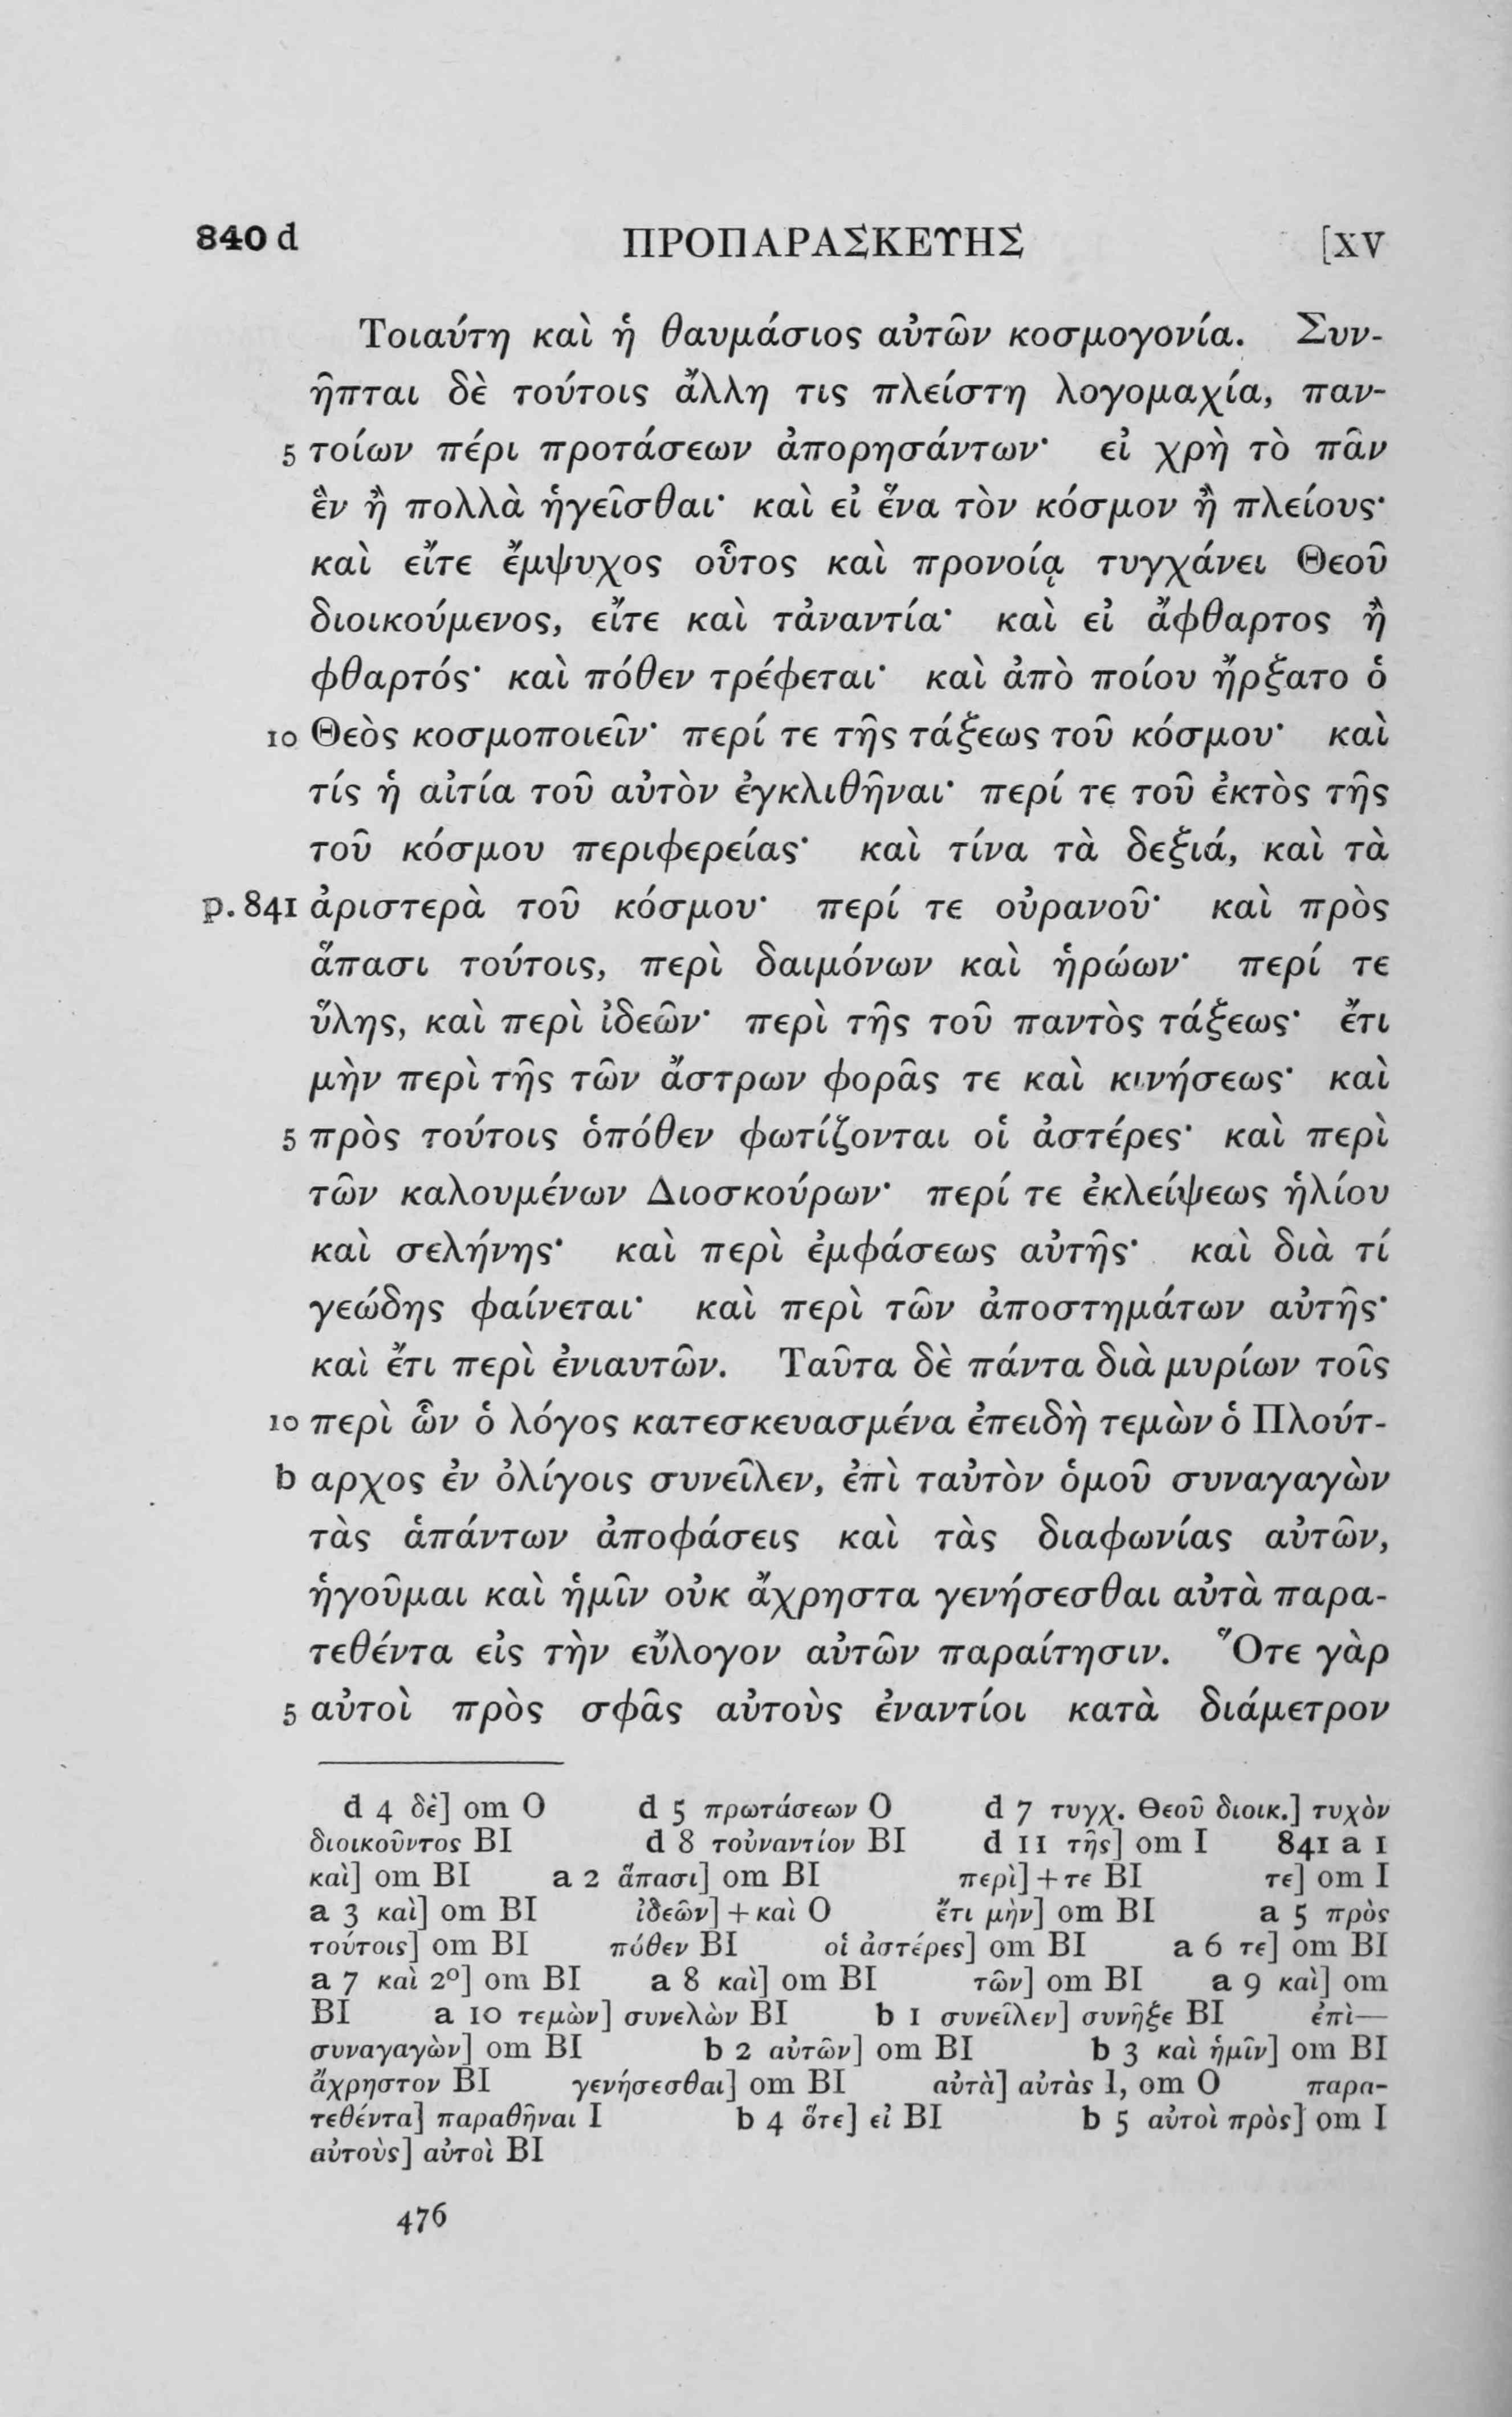 840 d ΠΡΟΠΑΡΑΣΚΕΥΗΣ [XV
Τοιαύτη καὶ ἡ θαυμάσιος αὐτῶν κοσμογονία. Συν-
ῆπται δὲ τούτοις ἄλλη τις πλείστη λογομαχία, παν-
5 τοίων πέρι προτάσεων ἀπορησάντων· εἰ χρὴ τὸ πᾶν
ἓν ἢ πολλὰ ἡγεῖσθαι· καὶ εἰ ἕνα τὸν κόσμον ἢ πλείους·
καὶ εἴτε ἔμψυχος οὗτος καὶ προνοίᾳ τυγχάνει Θεοῦ
διοικούμενος, εἴτε καὶ τἀναντία· καὶ εἰ ἄφθαρτος ἢ
φθαρτός· καὶ πόθεν τρέφεται· καὶ ἀπὸ ποίου ἤρξατο ὁ
10 Θεὸς κοσμοποιεῖν· περί τε τῆς τάξεως τοῦ κόσμου· καὶ
τίς ἡ αἰτία τοῦ αὐτὸν ἐγκλιθῆναι· περί τε τοῦ ἐκτὸς τῆς
τοῦ κόσμου περιφερείας· καὶ τίνα τὰ δεξιά, καὶ τὰ
p. 841 ἀριστερὰ τοῦ κόσμου· περί τε οὐρανοῦ· καὶ πρὸς
ἅπασι τούτοις, περὶ δαιμόνων καὶ ἡρώων· περί τε
ὕλης, καὶ περὶ ἰδεῶν· περὶ τῆς τοῦ παντὸς τάξεως· ἔτι
μὴν περὶ τῆς τῶν ἄστρων φορᾶς τε καὶ κινήσεως· καὶ
5 πρὸς τούτοις ὁπόθεν φωτίζονται οἱ ἀστέρες· καὶ περὶ
τῶν καλουμένων Διοσκούρων· περί τε ἐκλείψεως ἡλίου
καὶ σελήνης· καὶ περὶ ἐμφάσεως αὐτῆς· καὶ διὰ τί
γεώδης φαίνεται· καὶ περὶ τῶν ἀποστημάτων αὐτῆς·
καὶ ἔτι περὶ ἐνιαυτῶν. Ταῦτα δὲ πάντα διὰ μυρίων τοῖς
10 περὶ ὧν ὁ λόγος κατεσκευασμένα ἐπειδὴ τεμὼν ὁ Πλούτ-
b αρχος ἐν ὀλίγοις συνεῖλεν, ἐπὶ ταὐτὸν ὁμοῦ συναγαγὼν
τὰς ἁπάντων ἀποφάσεις καὶ τὰς διαφωνίας αὐτῶν,
ἡγοῦμαι καὶ ἡμῖν οὐκ ἄχρηστα γενήσεσθαι αὐτὰ παρα-
τεθέντα εἰς τὴν εὔλογον αὐτῶν παραίτησιν. Ὅτε γὰρ
5 αὐτοὶ πρὸς σφᾶς αὐτοὺς ἐναντίοι κατὰ διάμετρον
d 4 δὲ] om O d 5 πρωτάσεων O d 7 τυγχ. Θεοῦ διοικ.] τυχὸν
διοικοῦντος BI d 8 τοὐναντίον BI d 11 τῆς] om I 841 a 1
καὶ] om BI a 2 ἅπασι] om BI περὶ] + τε BI τε] om I
a 3 καὶ] om BI ἰδεῶν] + καὶ O ἔτι μὴν] om BI a 5 πρὸς
τούτοις] om BI πόθεν BI οἱ ἀστέρες] om BI a 6 τε] om BI
a 7 καὶ 2º] om BI a 8 καὶ] om BI τῶν] om BI a 9 καὶ] om
BI a 10 τεμὼν] συνελὼν BI b 1 συνεῖλεν] συνῆξε BI ἐπὶ—
συναγαγὼν] om BI b 2 αὐτῶν] om BI b 3 καὶ ἡμῖν] om BI
ἄχρηστον BI γενήσεσθαι] om BI αὐτὰ] αὐτὰς I, om O παρα-
τεθέντα] παραθῆναι I b 4 ὅτε] εἰ BI b 5 αὐτοὶ πρὸς] om I
αὐτοὺς] αὐτοὶ BI
476